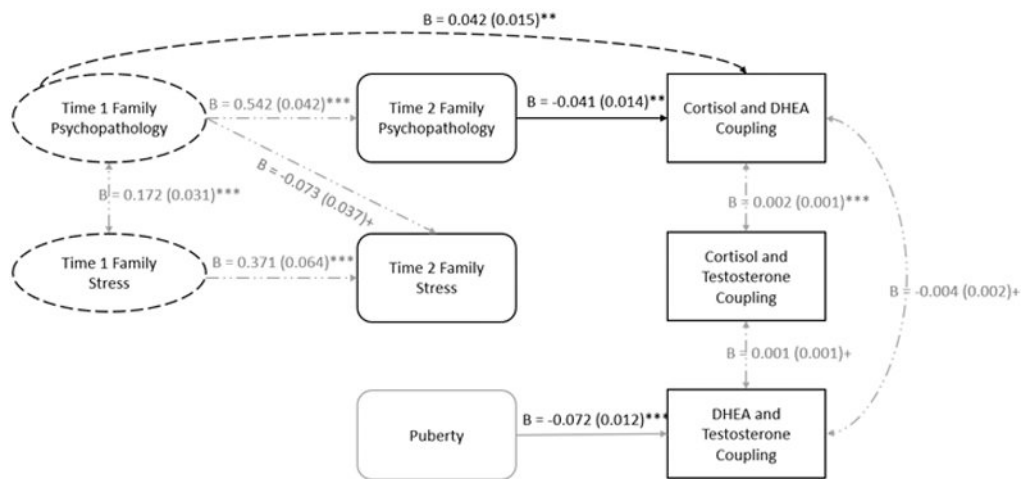 B = 0.042 (0.015)**
Time 1 Family
Psychopathology
B = 0.542 (0.042)***
Time 2 Family
Psychopathology
B = -0.041 (0.014)**
Cortisol and DHEA
Coupling
B = -0.073 (0.037)+
B = 0.172 (0.031)***
B = 0.002 (0.001)***
Time 1 Family
Stress
B = 0.371 (0.064)***
Time 2 Family
Stress
Cortisol and
Testosterone
Coupling
B = -0.004 (0.002)+
B = 0.001 (0.001)+
Puberty
B = -0.072 (0.012)***
DHEA and
Testosterone
Coupling